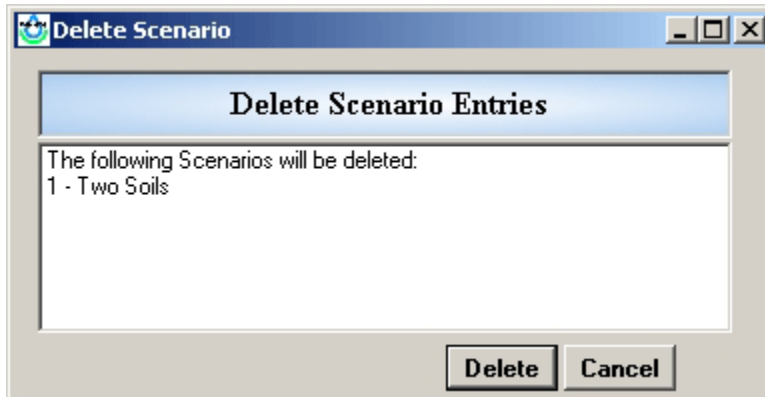 Delete Scenario
Delete Scenario Entries
The following Scenarios will be deleted:
1 - Two Soils
Delete Cancel